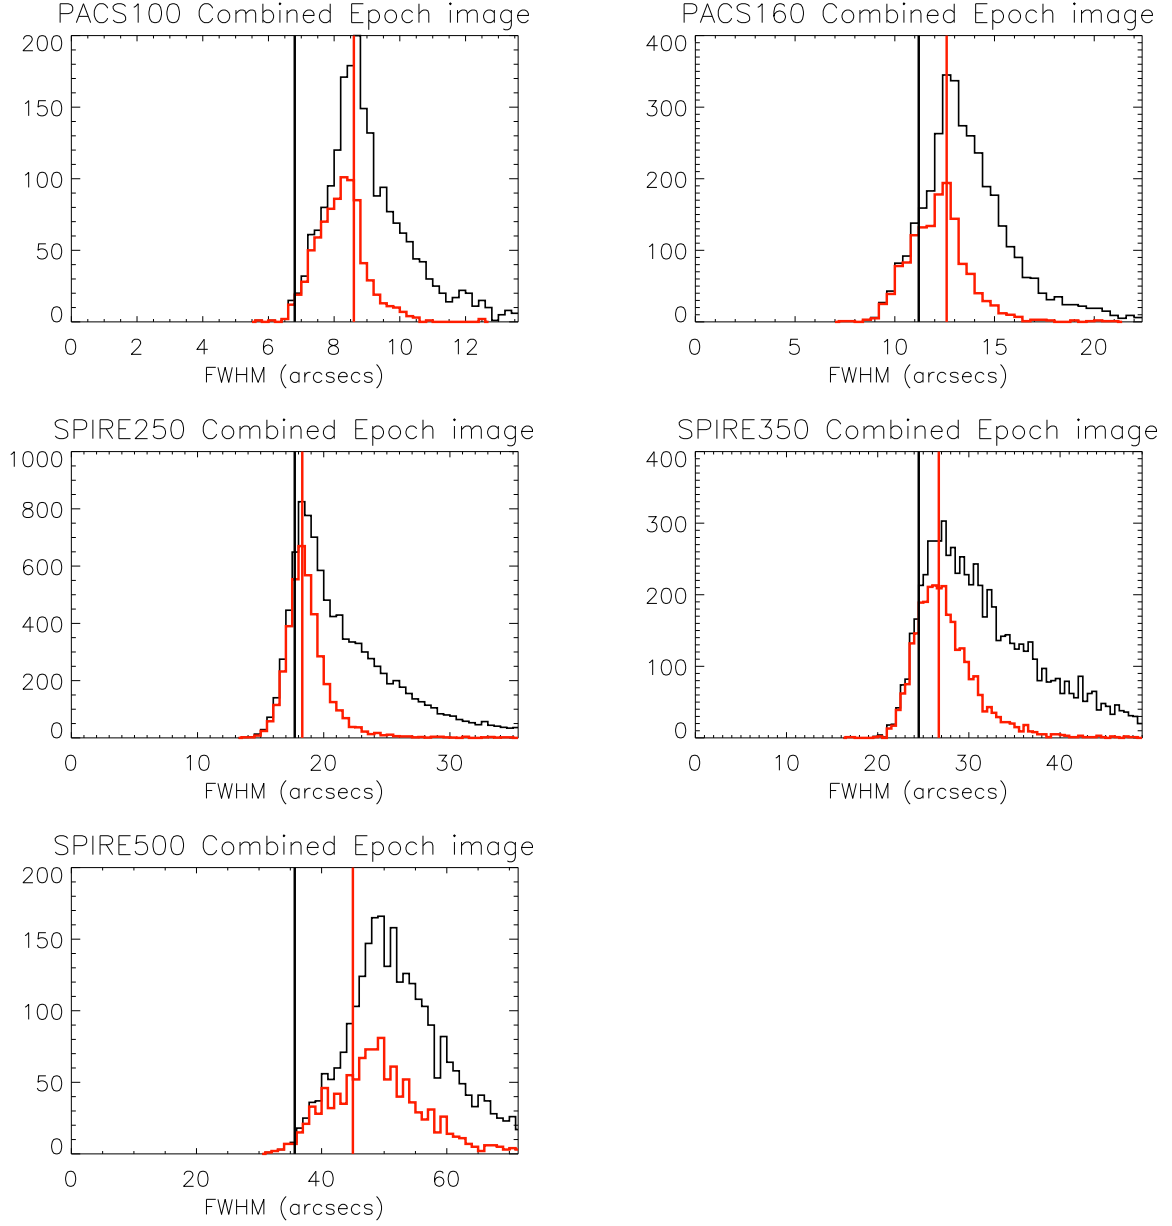 PACS100 Combined Epoch image
200
150
100
50
0
0 2 4 6 8 10 12
FWHM (arcsecs)
PACS160 Combined Epoch image
400
300
200
100
0
0 5 10 15 20
FWHM (arcsecs)
SPIRE250 Combined Epoch image
1000
800
600
400
200
0
0 10 20 30
FWHM (arcsecs)
SPIRE350 Combined Epoch image
400
300
200
100
0
0 10 20 30 40
FWHM (arcsecs)
SPIRE500 Combined Epoch image
200
150
100
50
0
0 20 40 60
FWHM (arcsecs)